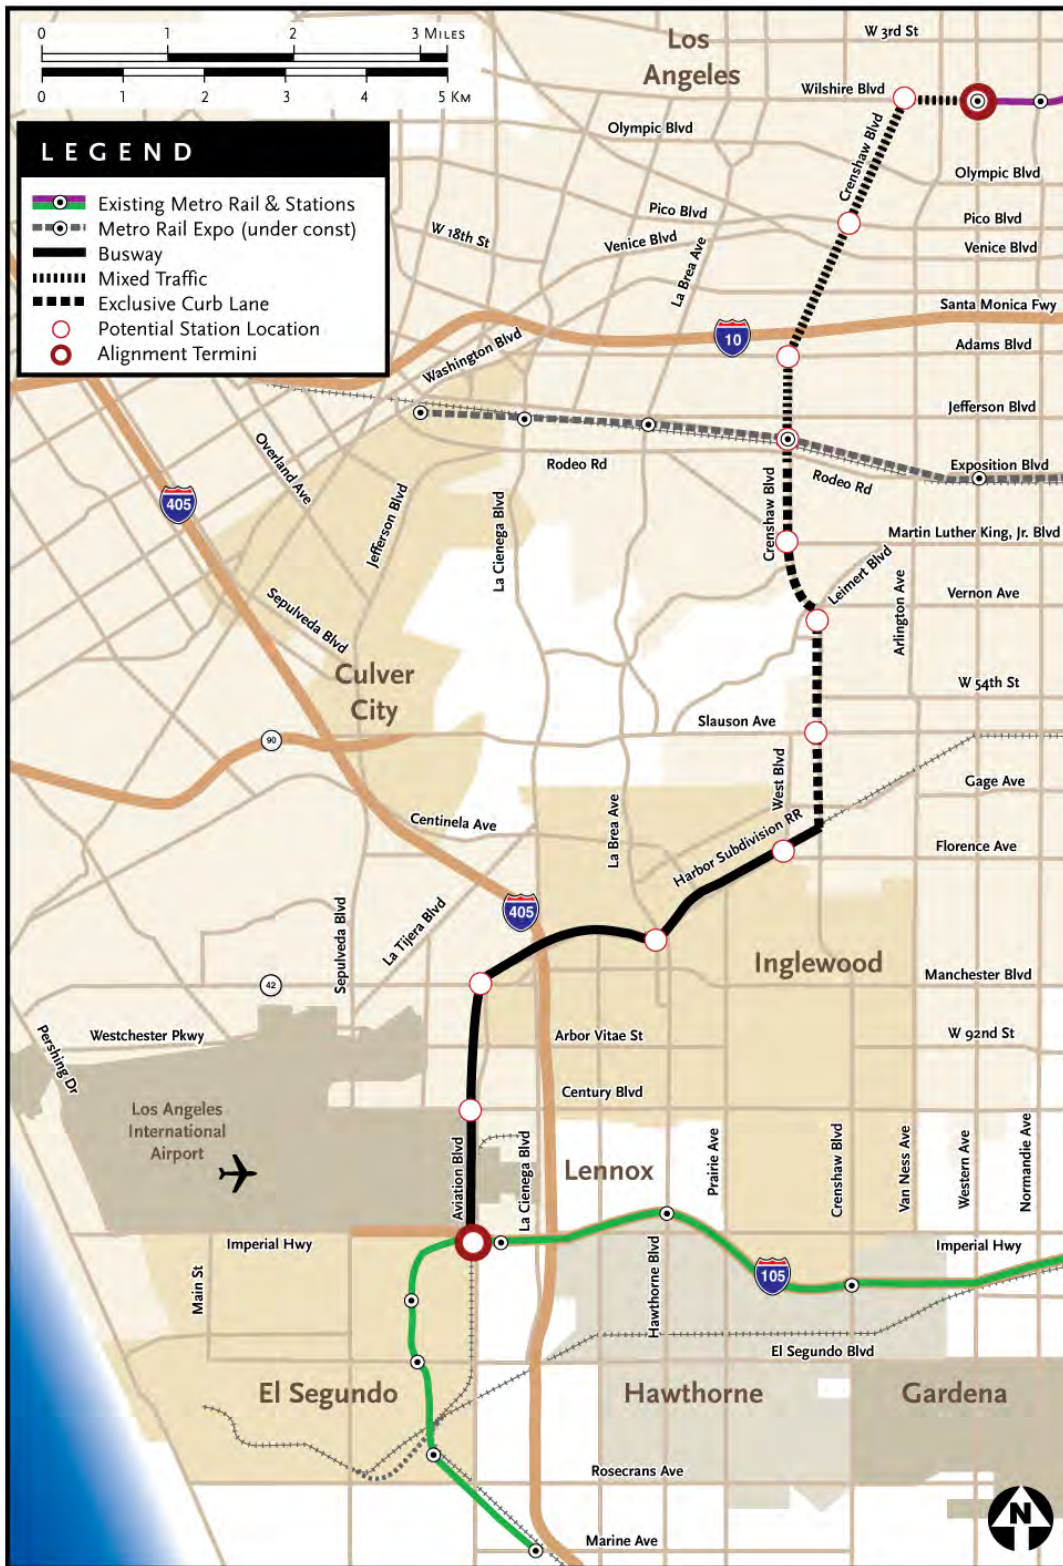 0 1 2 3 Miles
0 1 2 3 4 5 Km
LEGEND
Existing Metro Rail & Stations
Metro Rail Expo (under const)
Busway
Mixed Traffic
Exclusive Curb Lane
Potential Station Location
Alignment Termini
W 3rd St
Los
Angeles
Wilshire Blvd
Olympic Blvd
Crenshaw Blvd
Olympic Blvd
Pico Blvd
Pico Blvd
W 18th St
Venice Blvd
Venice Blvd
La Brea Ave
Santa Monica Fwy
10
Washington Blvd
Adams Blvd
Jefferson Blvd
Overland Ave
Rodeo Rd
Exposition Blvd
Rodeo Rd
405
Jefferson Blvd
La Cienega Blvd
Crenshaw Blvd
Martin Luther King, Jr. Blvd
Leimert Blvd
Arlington Ave
Vernon Ave
Sepulveda Blvd
Culver
City
W 54th St
Slauson Ave
90
West Blvd
Gage Ave
Centinela Ave
La Brea Ave
Harbor Subdivision RR
Florence Ave
405
Sepulveda Blvd
La Tijera Blvd
Inglewood
42
Manchester Blvd
Pershing Dr
Westchester Pkwy
Arbor Vitae St
W 92nd St
Century Blvd
Los Angeles
International
Airport
Aviation Blvd
La Cienega Blvd
Lennox
Prairie Ave
Crenshaw Blvd
Van Ness Ave
Western Ave
Normandie Ave
Imperial Hwy
Imperial Hwy
Main St
Hawthorne Blvd
105
El Segundo Blvd
El Segundo
Hawthorne
Gardena
Rosecrans Ave
Marine Ave
N